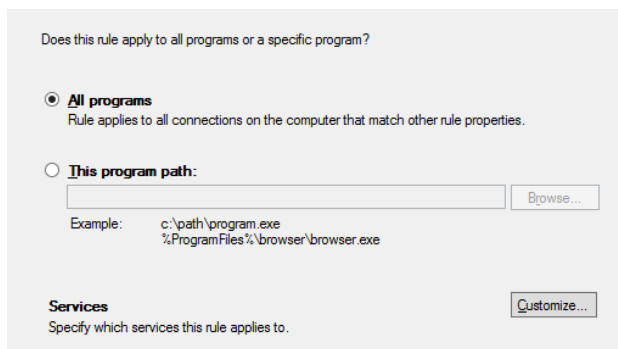 Does this rule apply to all programs or a specific program?
All programs
Rule applies to all connections on the computer that match other rule properties.
This program path:
Browse...
Example: c:\path\program.exe
%ProgramFiles%\browser\browser.exe
Services
Customize...
Specify which services this rule applies to.